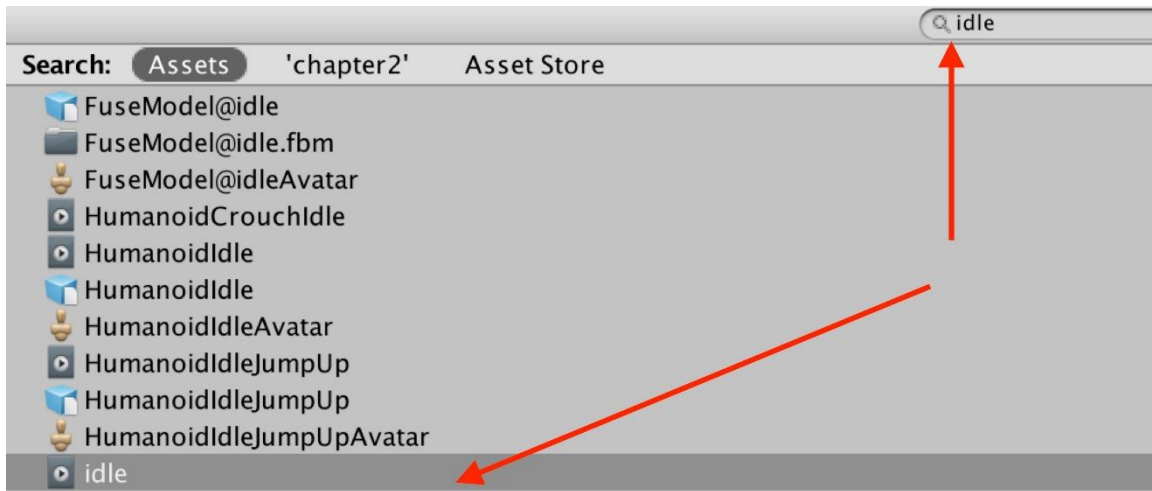 idle
Search: Assets 'chapter2' Asset Store
FuseModel@idle
FuseModel@idle.fbm
FuseModel@idleAvatar
HumanoidCrouchIdle
HumanoidIdle
HumanoidIdle
HumanoidIdleAvatar
HumanoidIdleJumpUp
HumanoidIdleJumpUp
HumanoidIdleJumpUpAvatar
idle